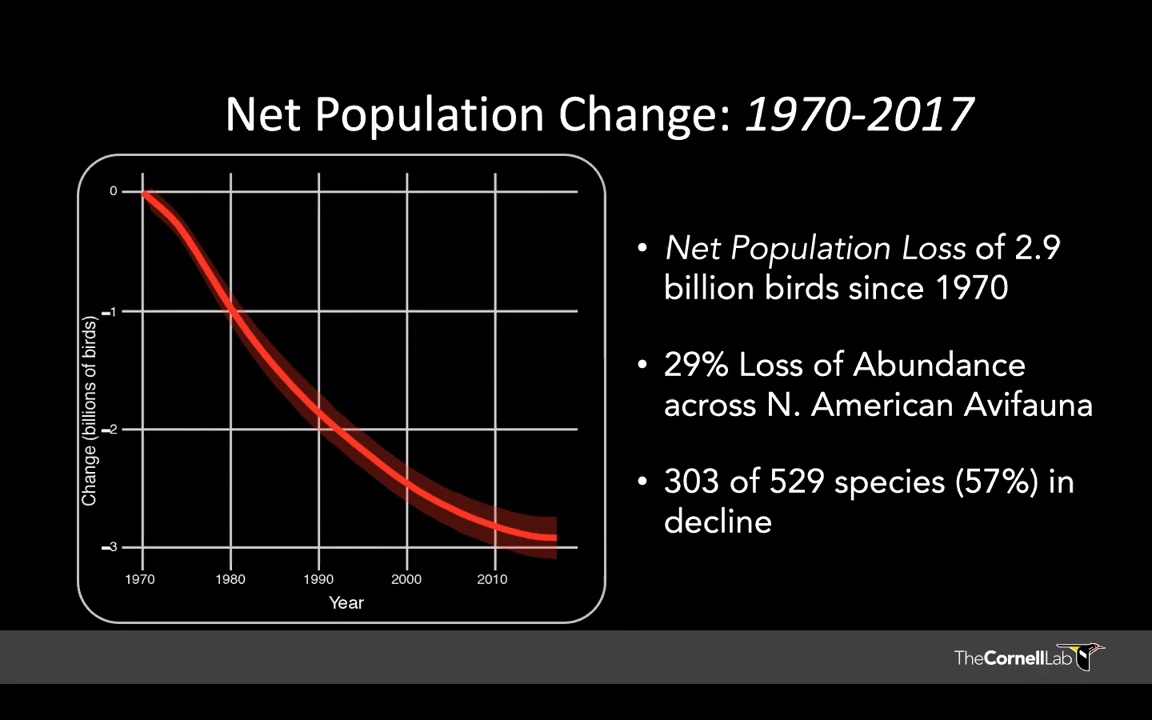 Net Population Change: 1970-2017
0
-1
-2
-3
Change (billions of birds)
1970 1980 1990 2000 2010
Year
• Net Population Loss of 2.9
billion birds since 1970
• 29% Loss of Abundance
across N. American Avifauna
• 303 of 529 species (57%) in
decline
TheCornellLab